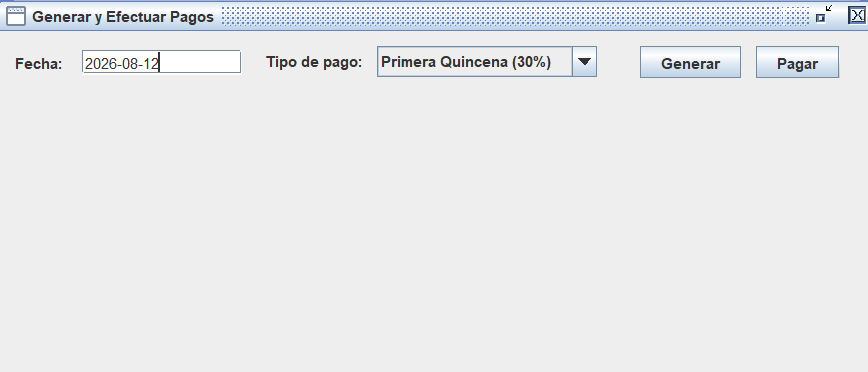 Generar y Efectuar Pagos
Fecha: 2026-08-12 Tipo de pago: Primera Quincena (30%) Generar Pagar